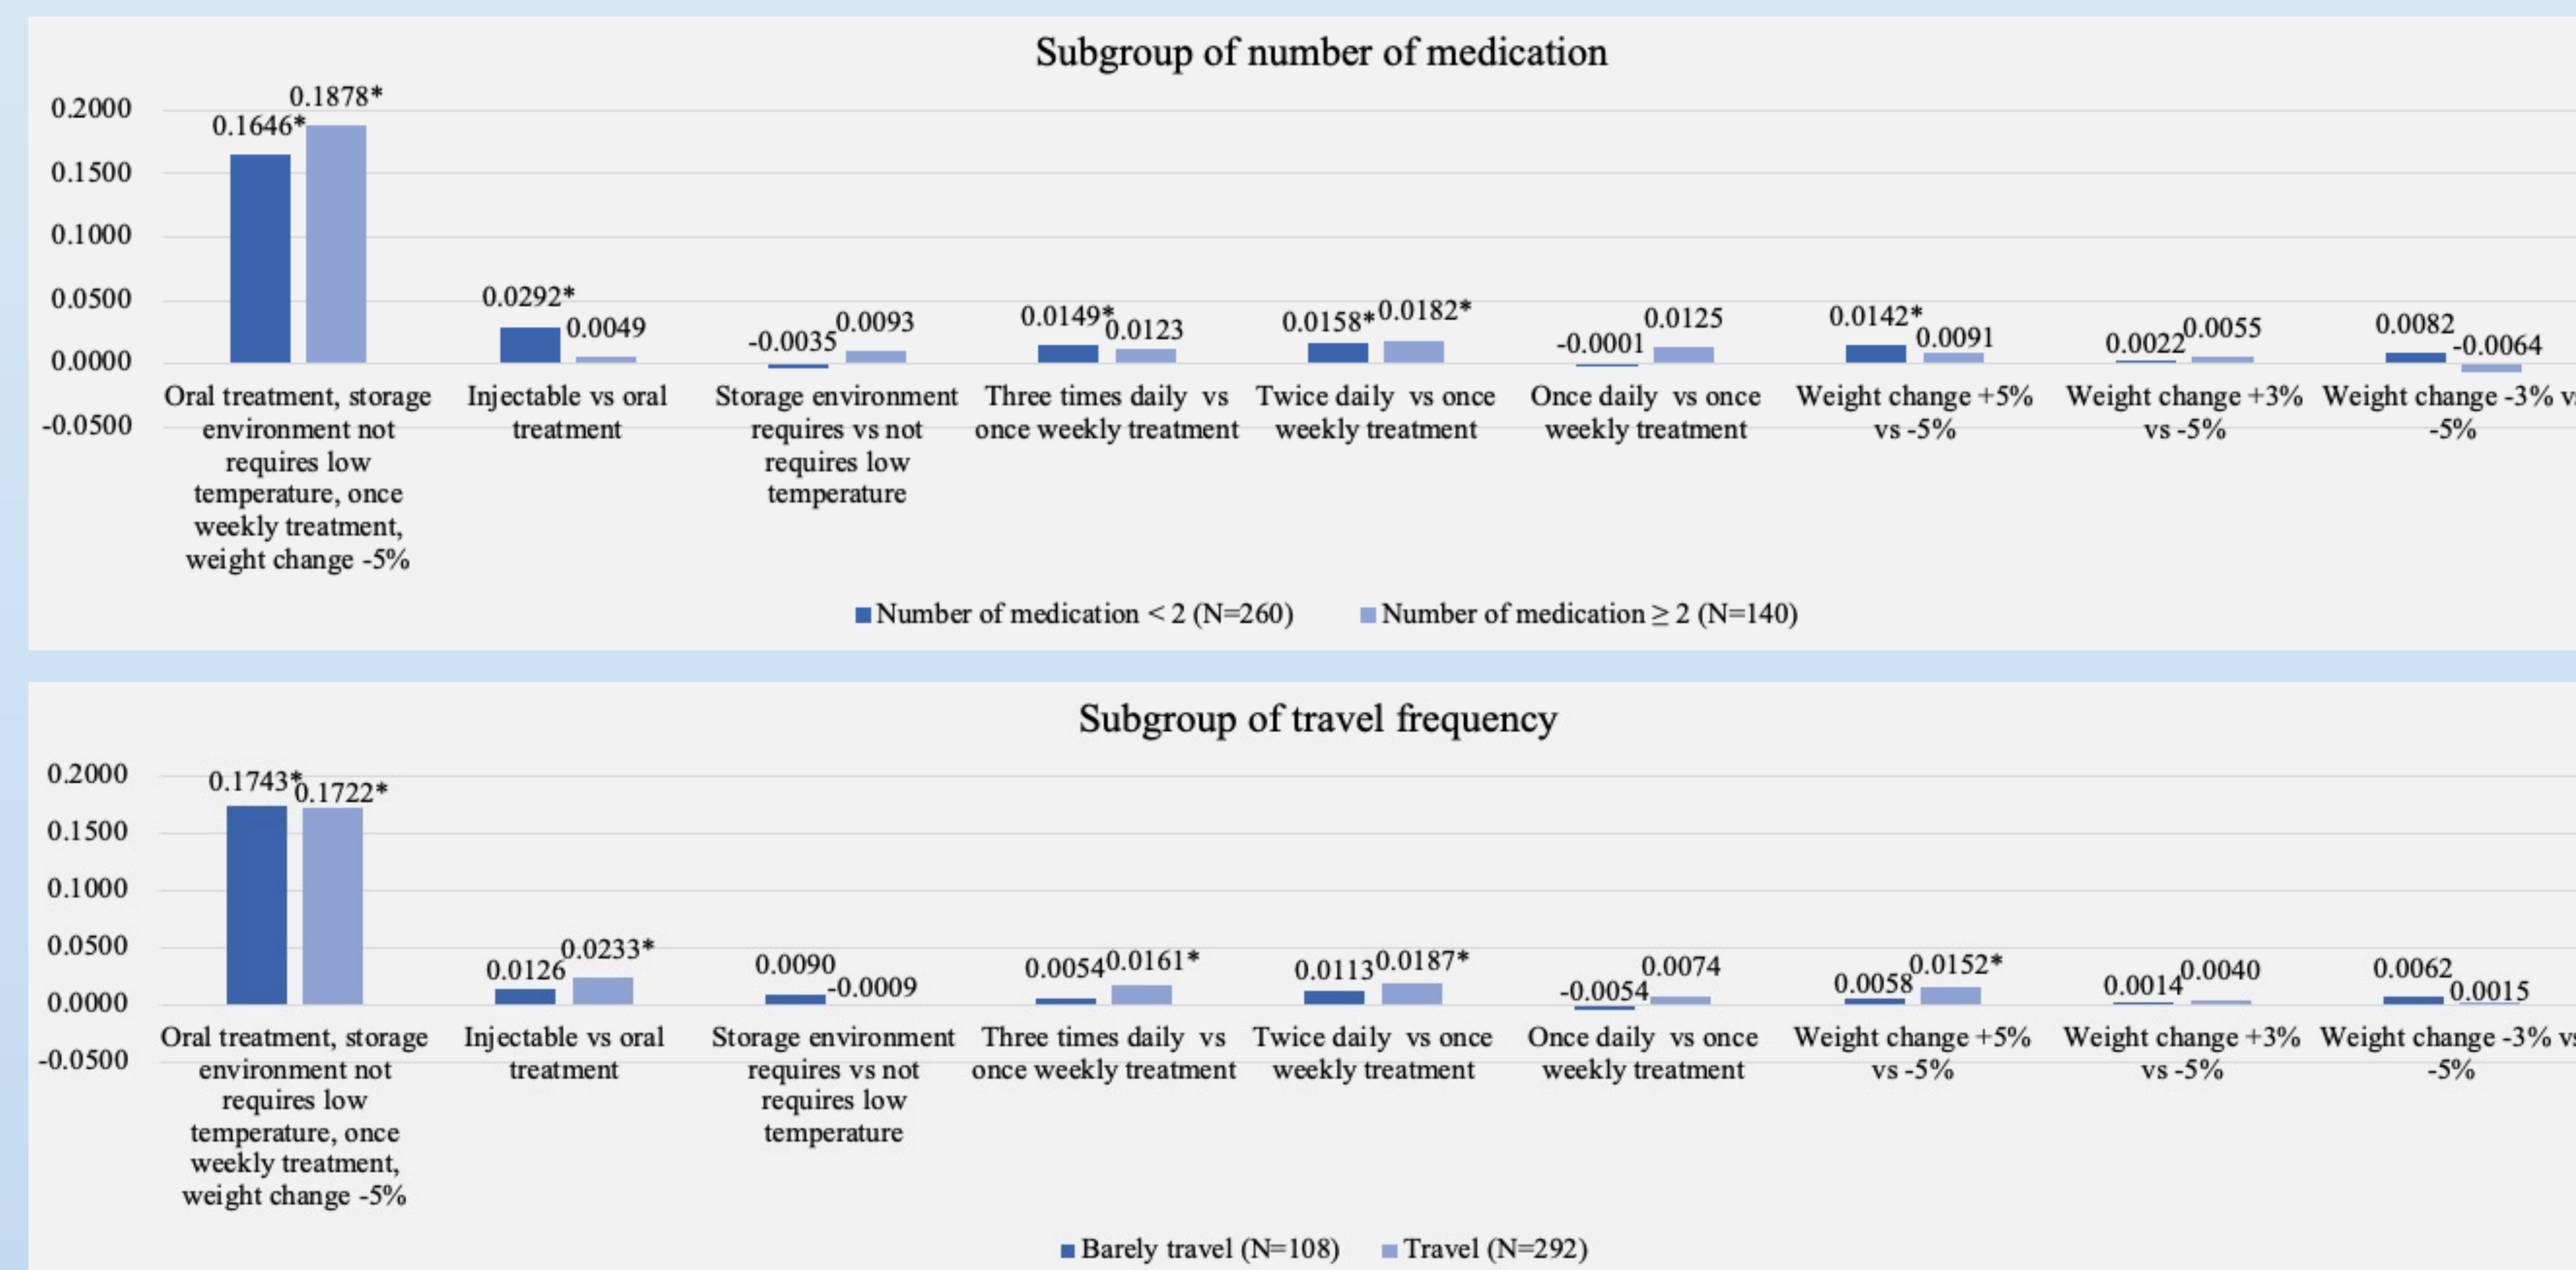 Subgroup of number of medication
0.2000
0.1500
0.1000
0.0500
0.0000
-0.0500
0.1646*
0.1878*
0.0292*
0.0049
-0.0035
0.0093
0.0149*
0.0123
0.0158*
0.0182*
-0.0001
0.0125
0.0142*
0.0091
0.0022
0.0055
0.0082
-0.0064
Oral treatment, storage
environment not
requires low
temperature, once
weekly treatment,
weight change -5%
Injectable vs oral
treatment
Storage environment
requires vs not
requires low
temperature
Three times daily vs
once weekly treatment
Twice daily vs once
weekly treatment
Once daily vs once
weekly treatment
Weight change +5%
vs -5%
Weight change +3%
vs -5%
Weight change -3% vs
-5%
Number of medication < 2 (N=260)
Number of medication ≥ 2 (N=140)
Subgroup of travel frequency
0.2000
0.1500
0.1000
0.0500
0.0000
-0.0500
0.1743*
0.1722*
0.0126
0.0233*
0.0090
-0.0009
0.0054
0.0161*
0.0113
0.0187*
-0.0054
0.0074
0.0058
0.0152*
0.0014
0.0040
0.0062
0.0015
Oral treatment, storage
environment not
requires low
temperature, once
weekly treatment,
weight change -5%
Injectable vs oral
treatment
Storage environment
requires vs not
requires low
temperature
Three times daily vs
once weekly treatment
Twice daily vs once
weekly treatment
Once daily vs once
weekly treatment
Weight change +5%
vs -5%
Weight change +3%
vs -5%
Weight change -3% vs
-5%
Barely travel (N=108)
Travel (N=292)